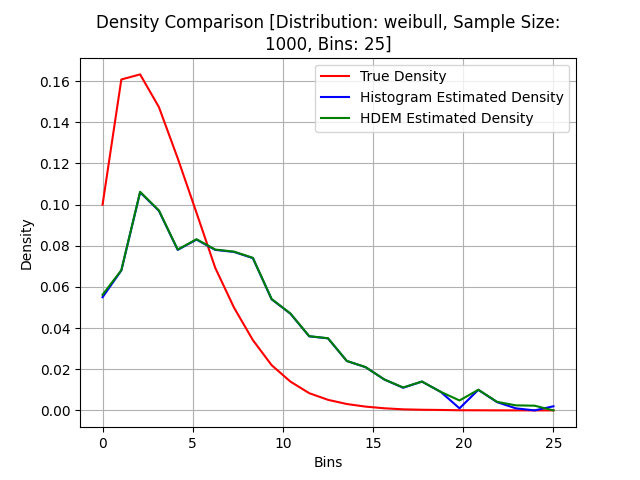 Density Comparison [Distribution: weibull, Sample Size:
1000, Bins: 25]
True Density
Histogram Estimated Density
HDEM Estimated Density
Density
0.16
0.14
0.12
0.10
0.08
0.06
0.04
0.02
0.00
0 5 10 15 20 25
Bins